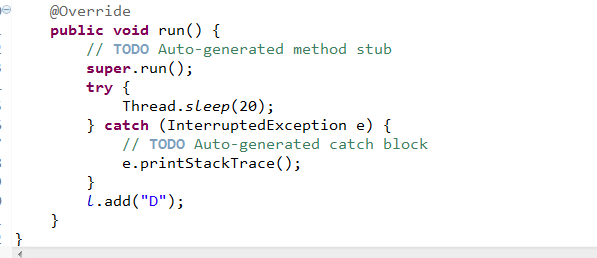 @Override
public void run() {
// TODO Auto-generated method stub
super.run();
try {
Thread.sleep(20);
} catch (InterruptedException e) {
// TODO Auto-generated catch block
e.printStackTrace();
}
l.add("D");
}
}